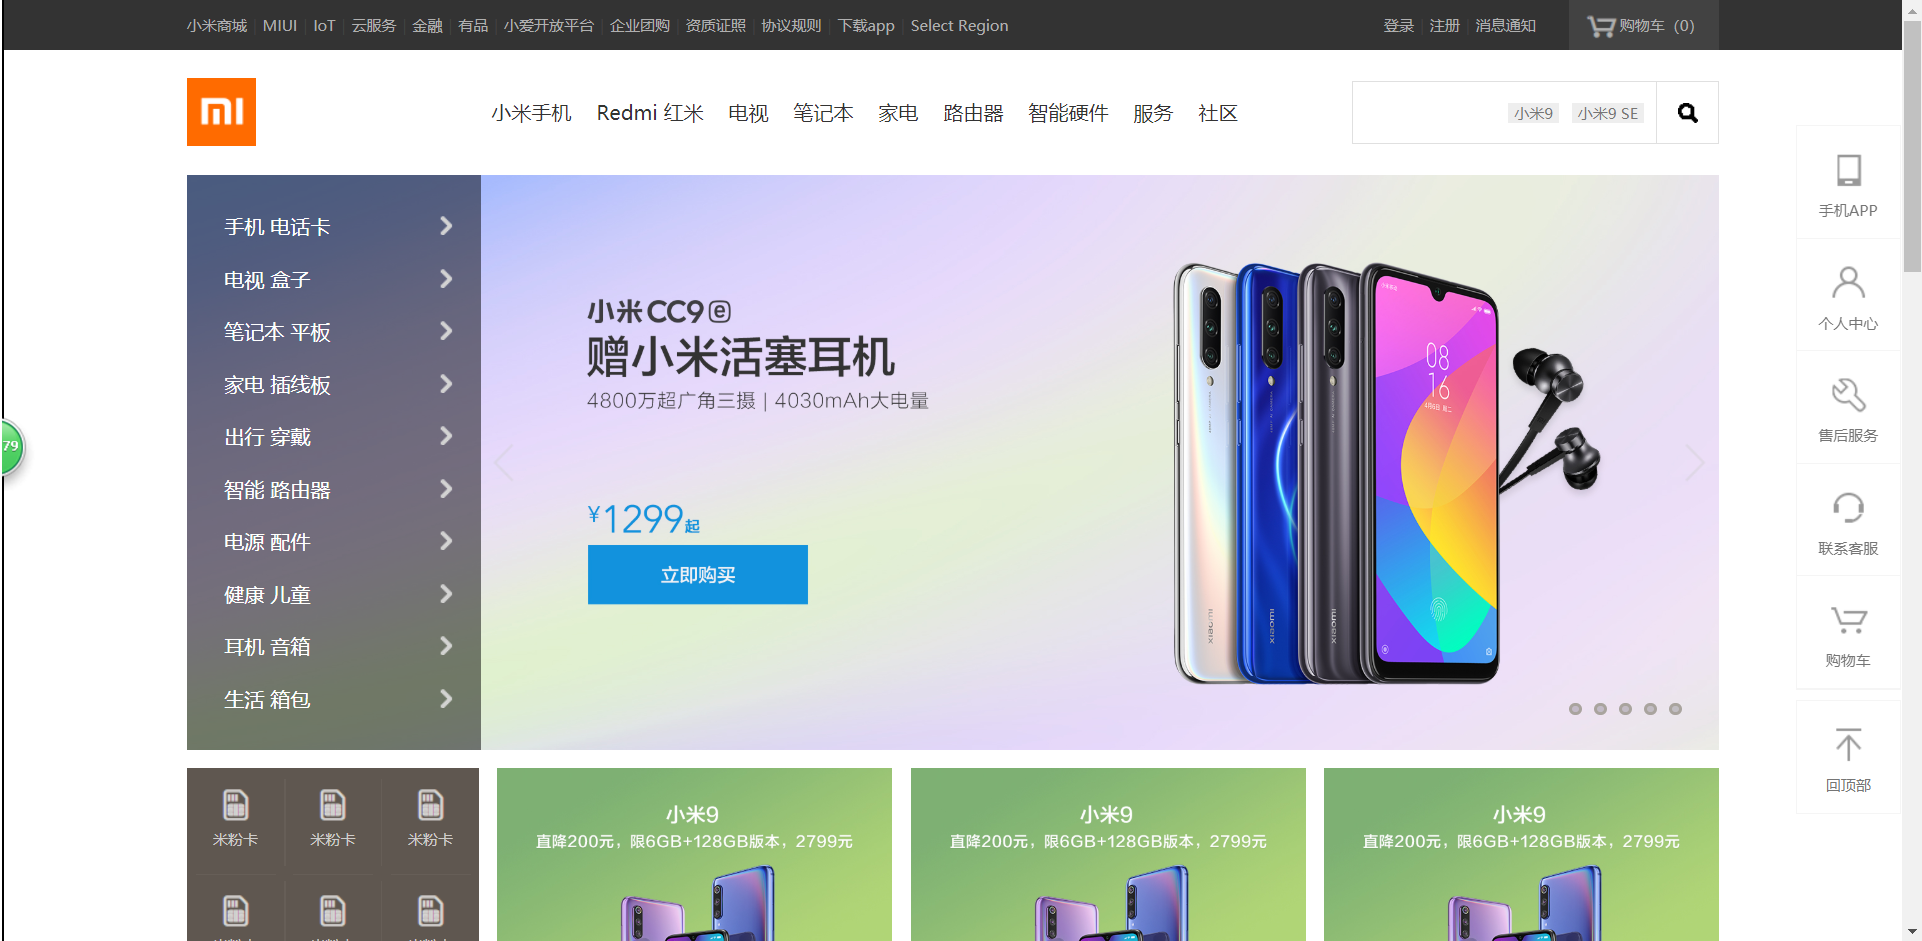 小米商城 MIUI IoT 云服务 金融 有品 小爱开放平台 企业团购 资质证照 协议规则 下载app Select Region 登录 注册 消息通知 购物车（0）
小米手机 Redmi 红米 电视 笔记本 家电 路由器 智能硬件 服务 社区 小米9 小米9 SE
手机 电话卡
电视 盒子
笔记本 平板
家电 插线板
出行 穿戴
智能 路由器
电源 配件
健康 儿童
耳机 音箱
生活 箱包
小米CC9 e
赠小米活塞耳机
4800万超广角三摄 | 4030mAh大电量
¥1299起
立即购买
08
16
xiaomi xiaomi xiaomi
手机APP
个人中心
售后服务
联系客服
购物车
回顶部
79
米粉卡 米粉卡 米粉卡
米粉卡 米粉卡 米粉卡
小米9
直降200元，限6GB+128GB版本，2799元
小米9
直降200元，限6GB+128GB版本，2799元
小米9
直降200元，限6GB+128GB版本，2799元